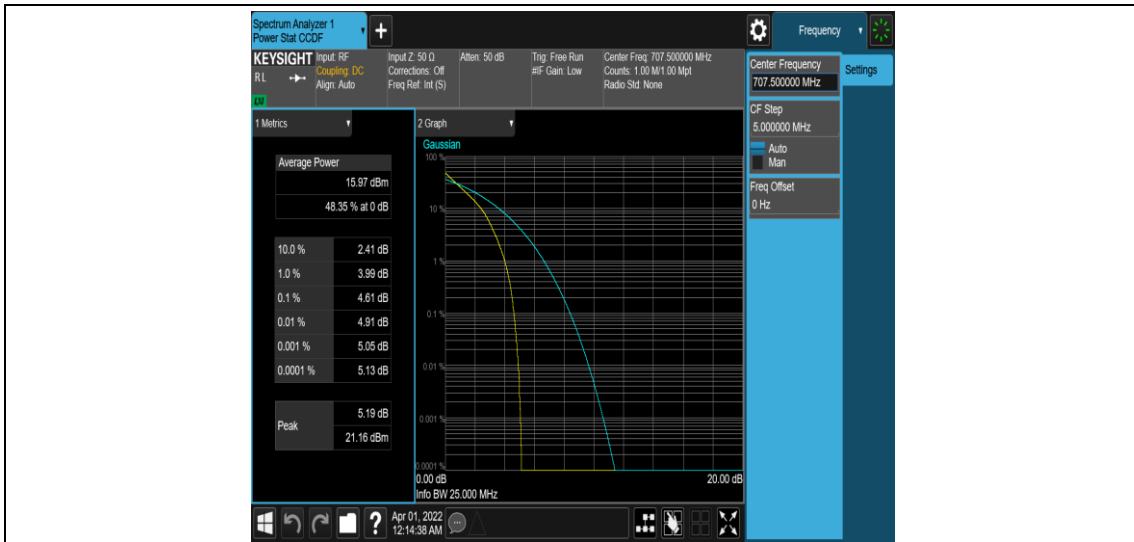 Spectrum Analyzer 1
Power Stat CCDF
+
Frequency
KEYSIGHT
RL
LXI
Input: RF
Coupling: DC
Align: Auto
Input Z: 50 Ω
Corrections: Off
Freq Ref: Int (S)
Atten: 50 dB
Trig: Free Run
#IF Gain: Low
Center Freq: 707.500000 MHz
Counts: 1.00 M/1.00 Mpt
Radio Std: None
Center Frequency
707.500000 MHz
Settings
CF Step
5.000000 MHz
Auto
Man
Freq Offset
0 Hz
1 Metrics
Average Power
15.97 dBm
48.35 % at 0 dB
10.0 % 2.41 dB
1.0 % 3.99 dB
0.1 % 4.61 dB
0.01 % 4.91 dB
0.001 % 5.05 dB
0.0001 % 5.13 dB
Peak
5.19 dB
21.16 dBm
2 Graph
Gaussian
100 %
10 %
1 %
0.1 %
0.01 %
0.001 %
0.0001 %
0.00 dB 20.00 dB
Info BW 25.000 MHz
?
Apr 01, 2022
12:14:38 AM